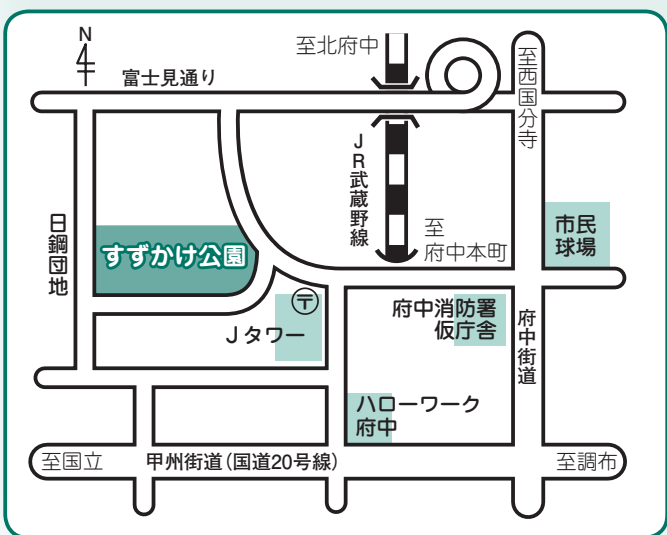 N
至北府中
富士見通り
至西国分寺
JR武蔵野線
日鋼団地
至
府中本町
市民
球場
すずかけ公園
〒
Jタワー
府中消防署
仮庁舎
府中街道
ハローワーク
府中
至国立
甲州街道(国道20号線)
至調布